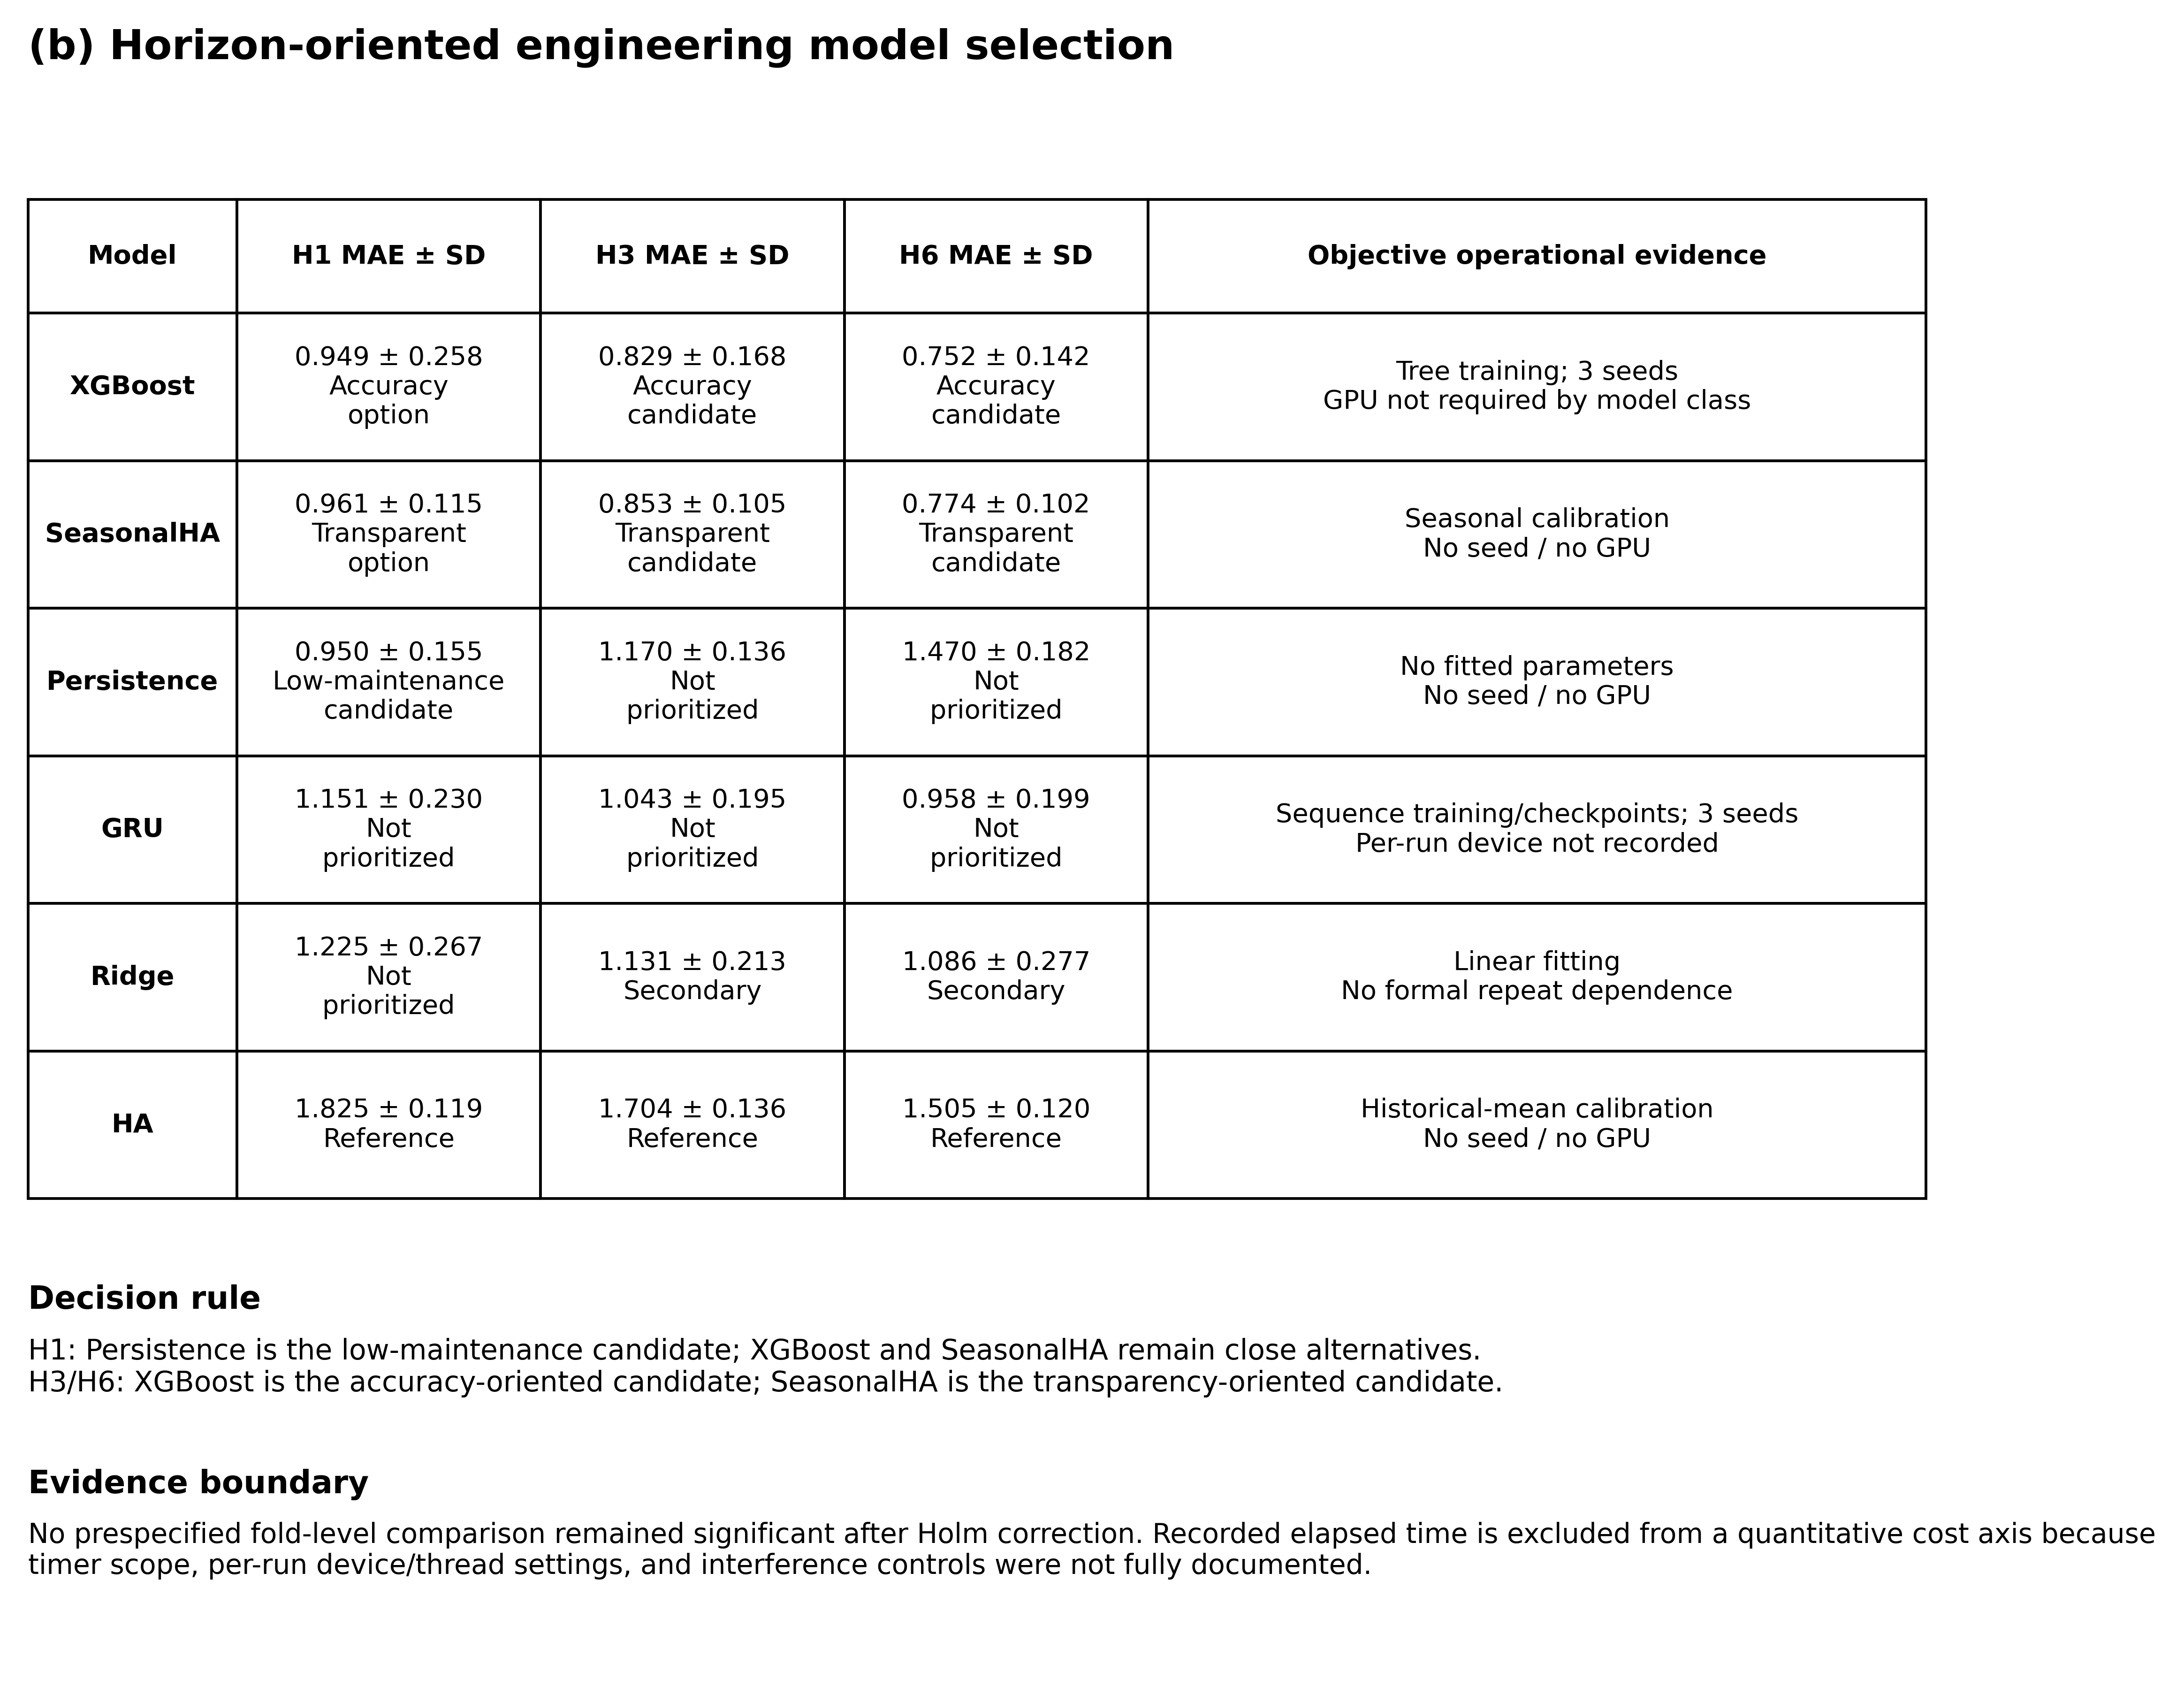 (b) Horizon-oriented engineering model selection
Model H1 MAE ± SD H3 MAE ± SD H6 MAE ± SD Objective operational evidence
XGBoost
0.949 ± 0.258
Accuracy
option
0.829 ± 0.168
Accuracy
candidate
0.752 ± 0.142
Accuracy
candidate
Tree training; 3 seeds
GPU not required by model class
SeasonalHA
0.961 ± 0.115
Transparent
option
0.853 ± 0.105
Transparent
candidate
0.774 ± 0.102
Transparent
candidate
Seasonal calibration
No seed / no GPU
Persistence
0.950 ± 0.155
Low-maintenance
candidate
1.170 ± 0.136
Not
prioritized
1.470 ± 0.182
Not
prioritized
No fitted parameters
No seed / no GPU
GRU
1.151 ± 0.230
Not
prioritized
1.043 ± 0.195
Not
prioritized
0.958 ± 0.199
Not
prioritized
Sequence training/checkpoints; 3 seeds
Per-run device not recorded
Ridge
1.225 ± 0.267
Not
prioritized
1.131 ± 0.213
Secondary
1.086 ± 0.277
Secondary
Linear fitting
No formal repeat dependence
HA
1.825 ± 0.119
Reference
1.704 ± 0.136
Reference
1.505 ± 0.120
Reference
Historical-mean calibration
No seed / no GPU
Decision rule
H1: Persistence is the low-maintenance candidate; XGBoost and SeasonalHA remain close alternatives.
H3/H6: XGBoost is the accuracy-oriented candidate; SeasonalHA is the transparency-oriented candidate.
Evidence boundary
No prespecified fold-level comparison remained significant after Holm correction. Recorded elapsed time is excluded from a quantitative cost axis because
timer scope, per-run device/thread settings, and interference controls were not fully documented.